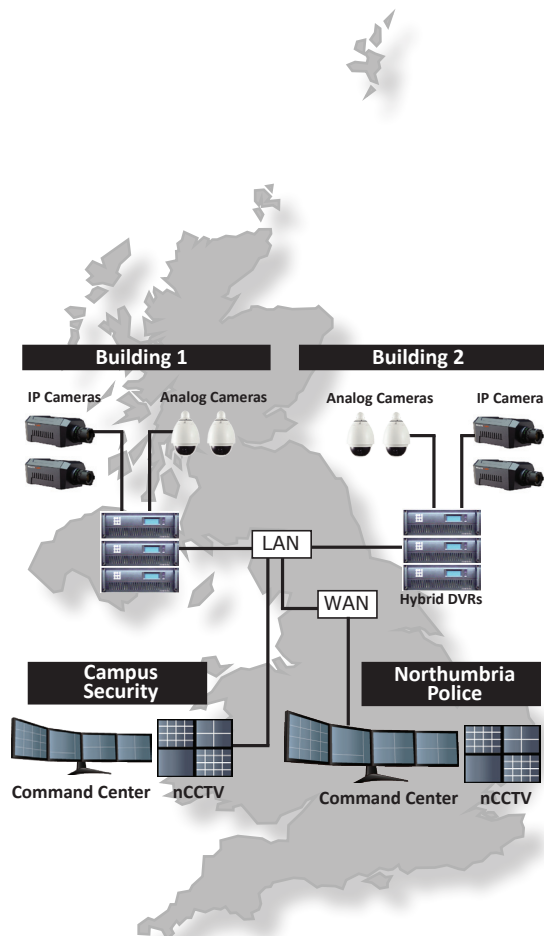 Building 1
Building 2
IP Cameras
Analog Cameras
Analog Cameras
IP Camera
LAN
Hybrid DVRs
WAN
Campus
Security
Northumbria
Police
Command Center
nCCTV
Command Center
nCCTV